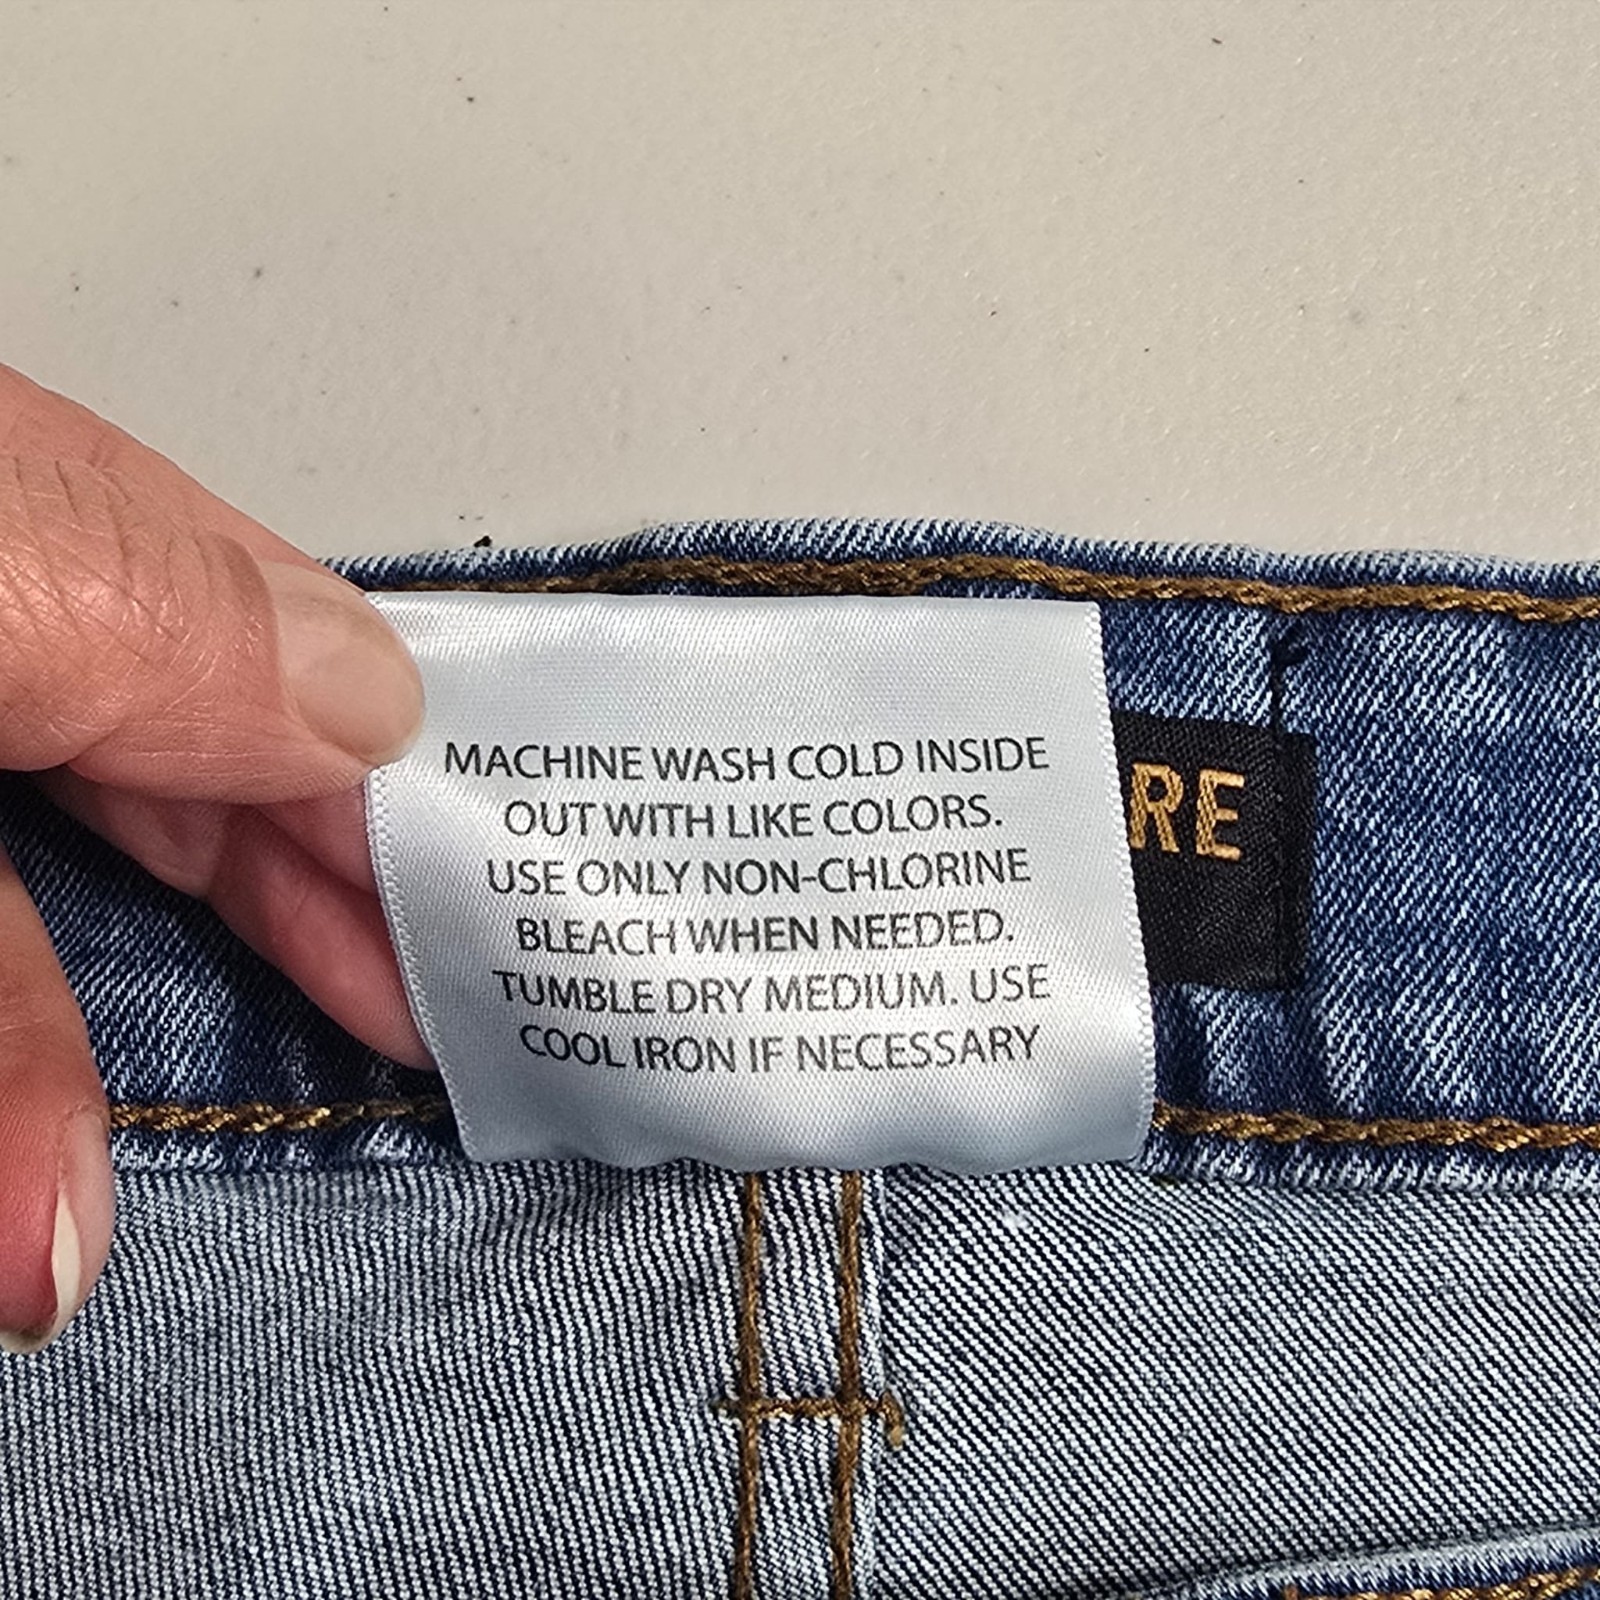 MACHINE WASH COLD INSIDE
OUT WITH LIKE COLORS.
USE ONLY NON-CHLORINE
BLEACH WHEN NEEDED.
TUMBLE DRY MEDIUM. USE
COOL IRON IF NECESSARY
RE